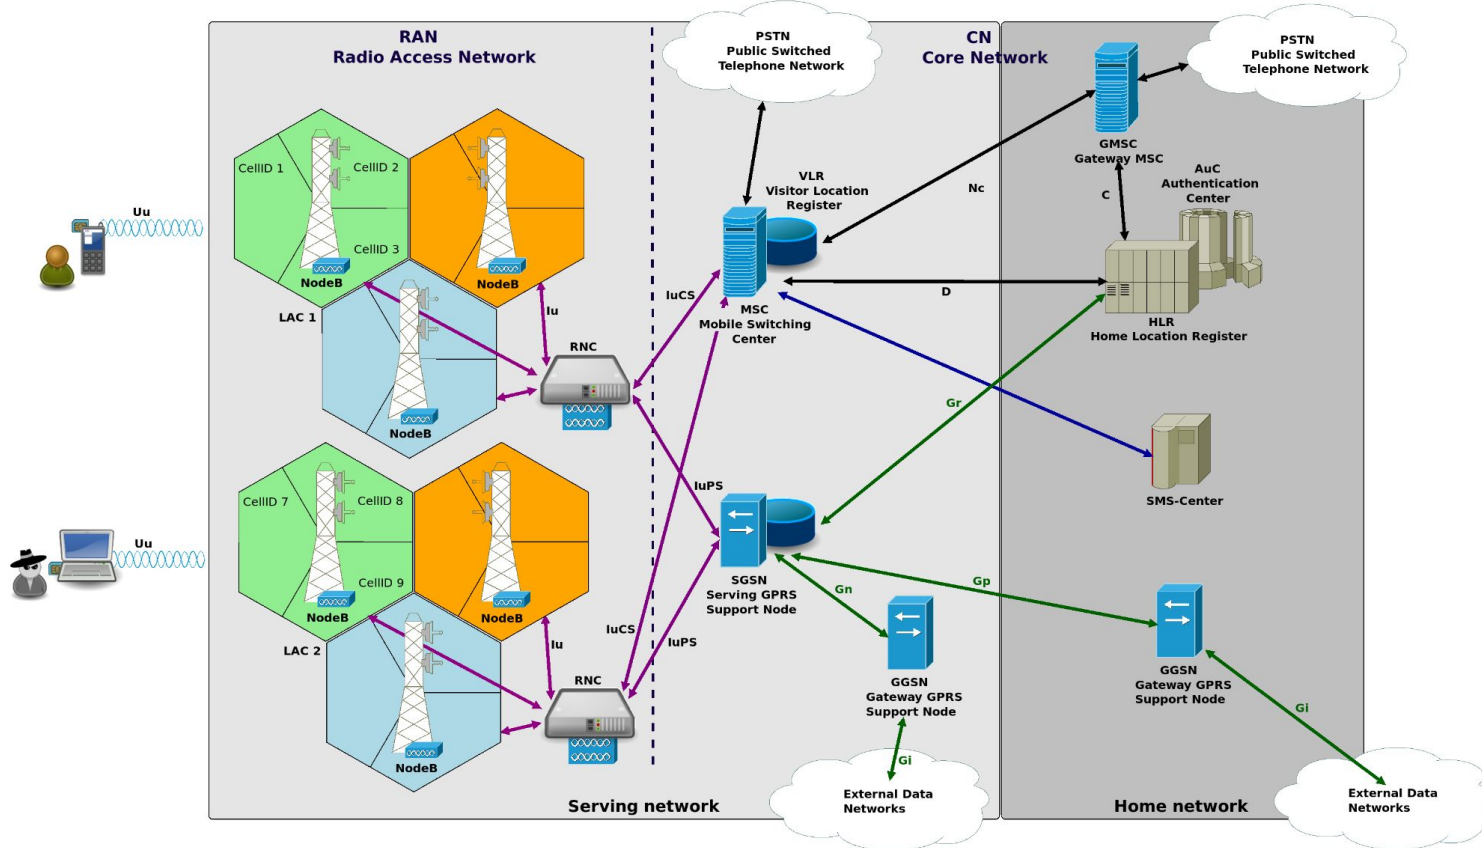 RAN
Radio Access Network
CN
Core Network
PSTN
Public Switched
Telephone Network
PSTN
Public Switched
Telephone Network
GMSC
Gateway MSC
AuC
Authentication
Center
VLR
Visitor Location
Register
Nc
C
CellID 1
CellID 2
CellID 3
NodeB
NodeB
Uu
LAC 1
NodeB
Iu
RNC
IuCS
MSC
Mobile Switching
Center
D
HLR
Home Location Register
Gr
SMS-Center
CellID 7
CellID 8
CellID 9
NodeB
NodeB
Uu
LAC 2
NodeB
Iu
RNC
IuPS
IuCS
IuPS
SGSN
Serving GPRS
Support Node
Gn
Gp
GGSN
Gateway GPRS
Support Node
GGSN
Gateway GPRS
Support Node
Gi
Gi
External Data
Networks
External Data
Networks
Serving network
Home network